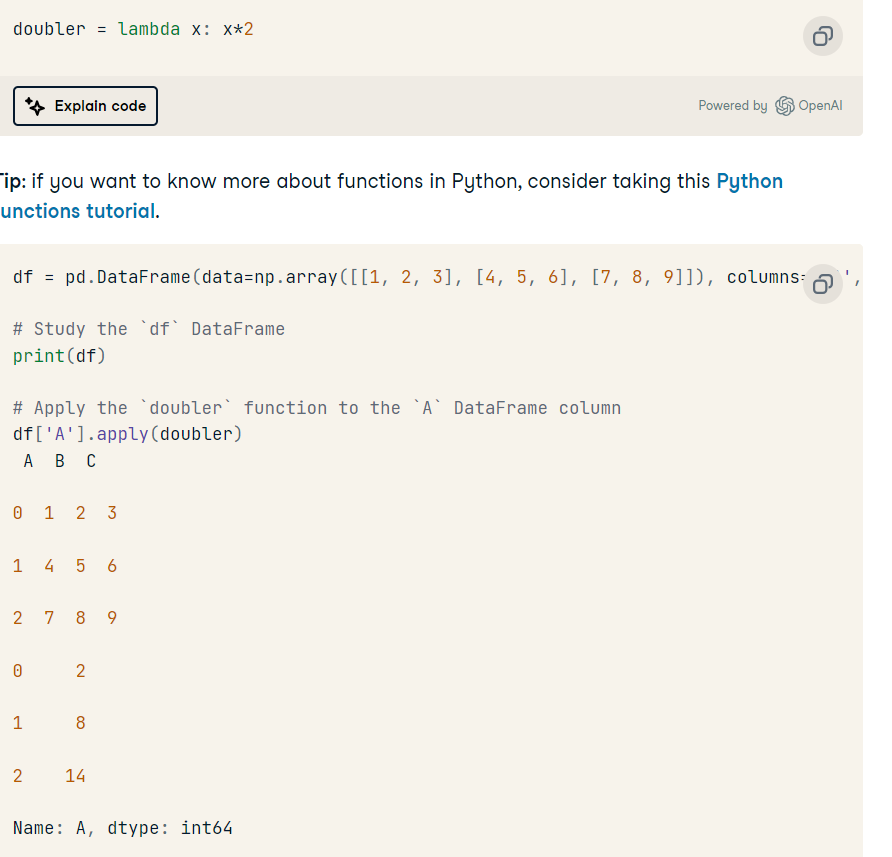 doubler = lambda x: x*2
Explain code
Powered by OpenAI
Tip: if you want to know more about functions in Python, consider taking this Python
unctions tutorial.
df = pd.DataFrame(data=np.array([[1, 2, 3], [4, 5, 6], [7, 8, 9]]), columns=
# Study the `df` DataFrame
print(df)
# Apply the `doubler` function to the `A` DataFrame column
df['A'].apply(doubler)
A B C
0 1 2 3
1 4 5 6
2 7 8 9
0 2
1 8
2 14
Name: A, dtype: int64